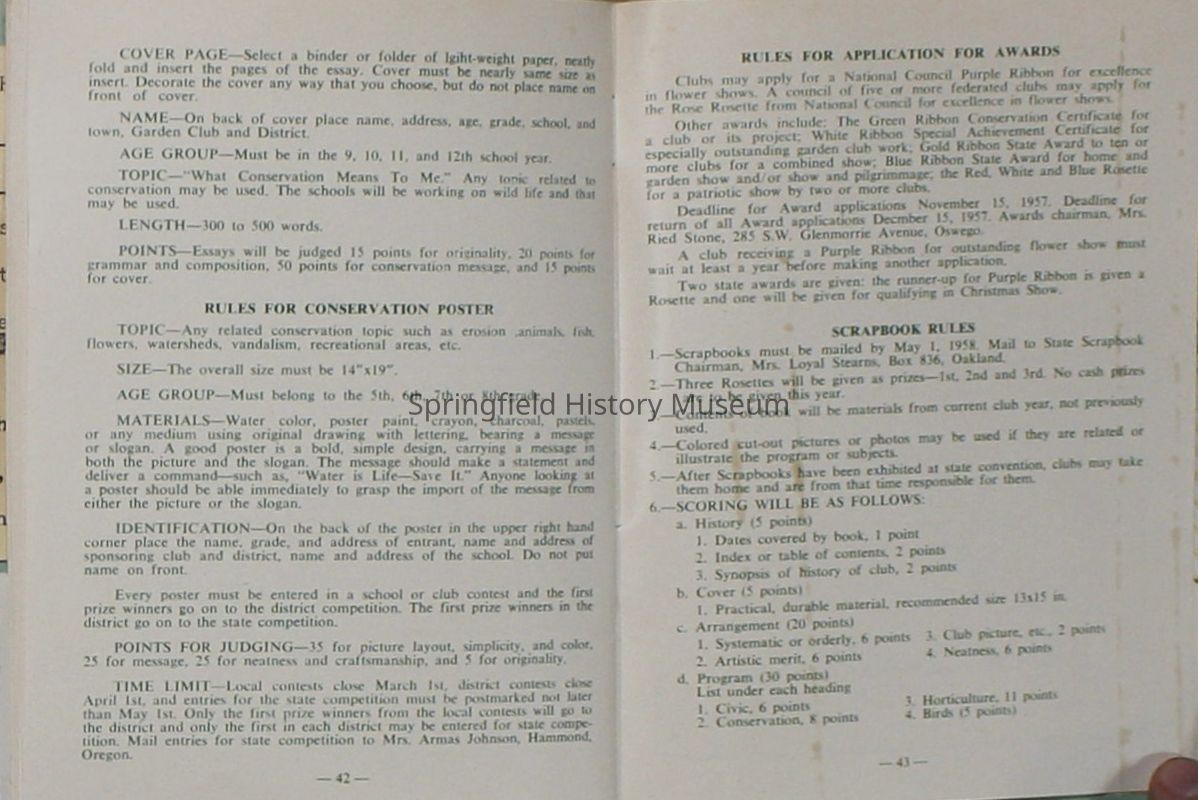 COVER PAGE—Select a binder or folder of lgiht-weight paper, neatly
fold and insert the pages of the essay. Cover must be nearly same size as
insert. Decorate the cover any way that you choose, but do not place name on
front of cover.
NAME—On back of cover place name, address, age, grade, school, and
town, Garden Club and District.
AGE GROUP—Must be in the 9, 10, 11, and 12th school year.
TOPIC—"What Conservation Means To Me." Any topic related to
conservation may be used. The schools will be working on wild life and that
may be used.
LENGTH—300 to 500 words.
POINTS—Essays will be judged 15 points for originality, 20 points for
grammar and composition, 50 points for conservation message, and 15 points
for cover.
RULES FOR CONSERVATION POSTER
TOPIC—Any related conservation topic such as erosion ,animals, fish,
flowers, watersheds, vandalism, recreational areas, etc.
SIZE—The overall size must be 14"x19".
AGE GROUP—Must belong to the 5th, 6th, 7th or 8th grade.
MATERIALS—Water color, poster paint, crayon, charcoal, pastels,
or any medium using original drawing with lettering, bearing a message
or slogan. A good poster is a bold, simple design, carrying a message in
both the picture and the slogan. The message should make a statement and
deliver a command—such as, "Water is Life—Save It." Anyone looking at
a poster should be able immediately to grasp the import of the message from
either the picture or the slogan.
IDENTIFICATION—On the back of the poster in the upper right hand
corner place the name, grade, and address of entrant, name and address of
sponsoring club and district, name and address of the school. Do not put
name on front.
Every poster must be entered in a school or club contest and the first
prize winners go on to the district competition. The first prize winners in the
district go on to the state competition.
POINTS FOR JUDGING—35 for picture layout, simplicity, and color,
25 for message, 25 for neatness and craftsmanship, and 5 for originality.
TIME LIMIT—Local contests close March 1st, district contests close
April 1st, and entries for the state competition must be postmarked not later
than May 1st. Only the first prize winners from the local contests will go to
the district and only the first in each district may be entered for state compe-
tition. Mail entries for state competition to Mrs. Armas Johnson, Hammond,
Oregon.
— 42 —
RULES FOR APPLICATION FOR AWARDS
Clubs may apply for a National Council Purple Ribbon for excellence
in flower shows. A council of five or more federated clubs may apply for
the Rose Rosette from National Council for excellence in flower shows.
Other awards include: The Green Ribbon Conservation Certificate for
a club or its project; White Ribbon Special Achievement Certificate for
especially outstanding garden club work; Gold Ribbon State Award to ten or
more clubs for a combined show; Blue Ribbon State Award for home and
garden show and/or show and pilgrimmage; the Red, White and Blue Rosette
for a patriotic show by two or more clubs.
Deadline for Award applications November 15, 1957. Deadline for
return of all Award applications Decmber 15, 1957. Awards chairman, Mrs.
Ried Stone, 285 S.W. Glenmorrie Avenue, Oswego.
A club receiving a Purple Ribbon for outstanding flower show must
wait at least a year before making another application.
Two state awards are given: the runner-up for Purple Ribbon is given a
Rosette and one will be given for qualifying in Christmas Show.
SCRAPBOOK RULES
1.—Scrapbooks must be mailed by May 1, 1958. Mail to State Scrapbook
Chairman, Mrs. Loyal Stearns, Box 836, Oakland.
2.—Three Rosettes will be given as prizes—1st, 2nd and 3rd. No cash prizes
to be given this year.
Contents of book will be materials from current club year, not previously
used.
4.—Colored cut-out pictures or photos may be used if they are related or
illustrate the program or subjects.
5.—After Scrapbooks have been exhibited at state convention, clubs may take
them home and are from that time responsible for them.
6.—SCORING WILL BE AS FOLLOWS:
a. History (5 points)
1. Dates covered by book, 1 point
2. Index or table of contents, 2 points
3. Synopsis of history of club, 2 points
b. Cover (5 points)
1. Practical, durable material, recommended size 13x15 in.
c. Arrangement (20 points)
1. Systematic or orderly, 6 points 3. Club picture, etc., 2 points
2. Artistic merit, 6 points 4. Neatness, 6 points
d. Program (30 points)
List under each heading
1. Civic, 6 points 3. Horticulture, 11 points
2. Conservation, 8 points 4. Birds (5 points)
— 43 —
Springfield History Museum